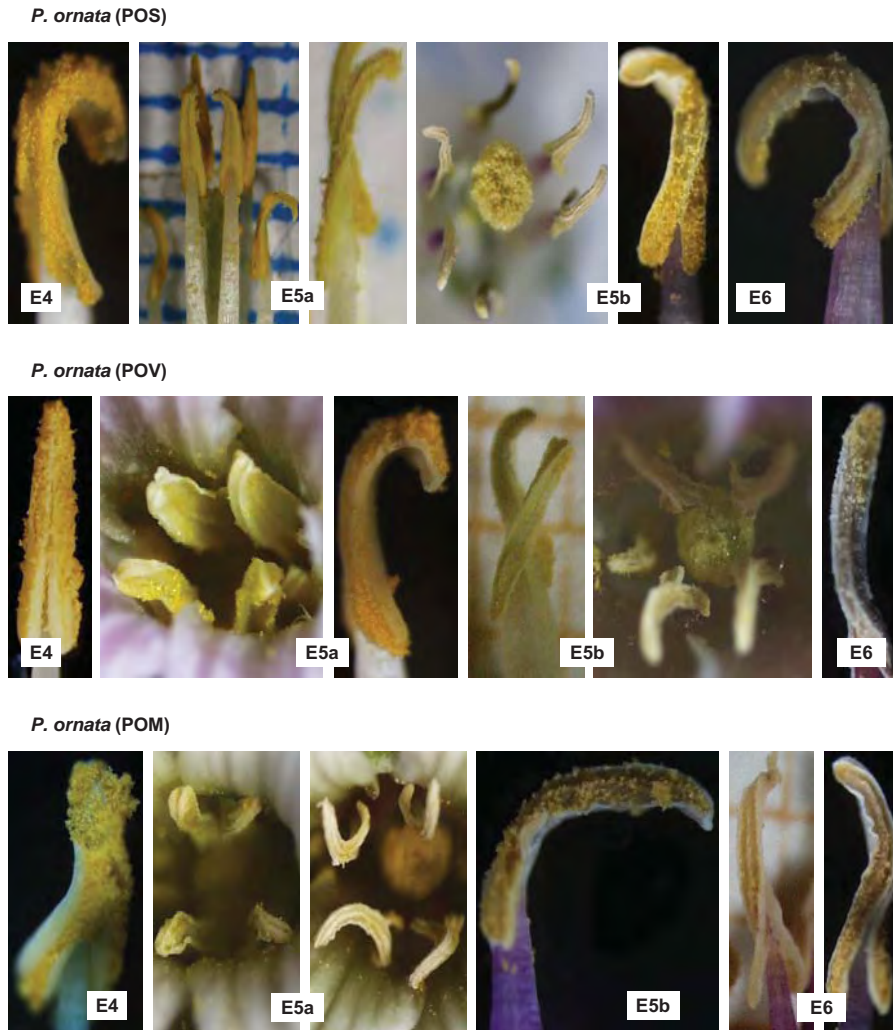 P. ornata (POS)
E4
E5a
E5b
E6
P. ornata (POV)
E4
E5a
E5b
E6
P. ornata (POM)
E4
E5a
E5b
E6